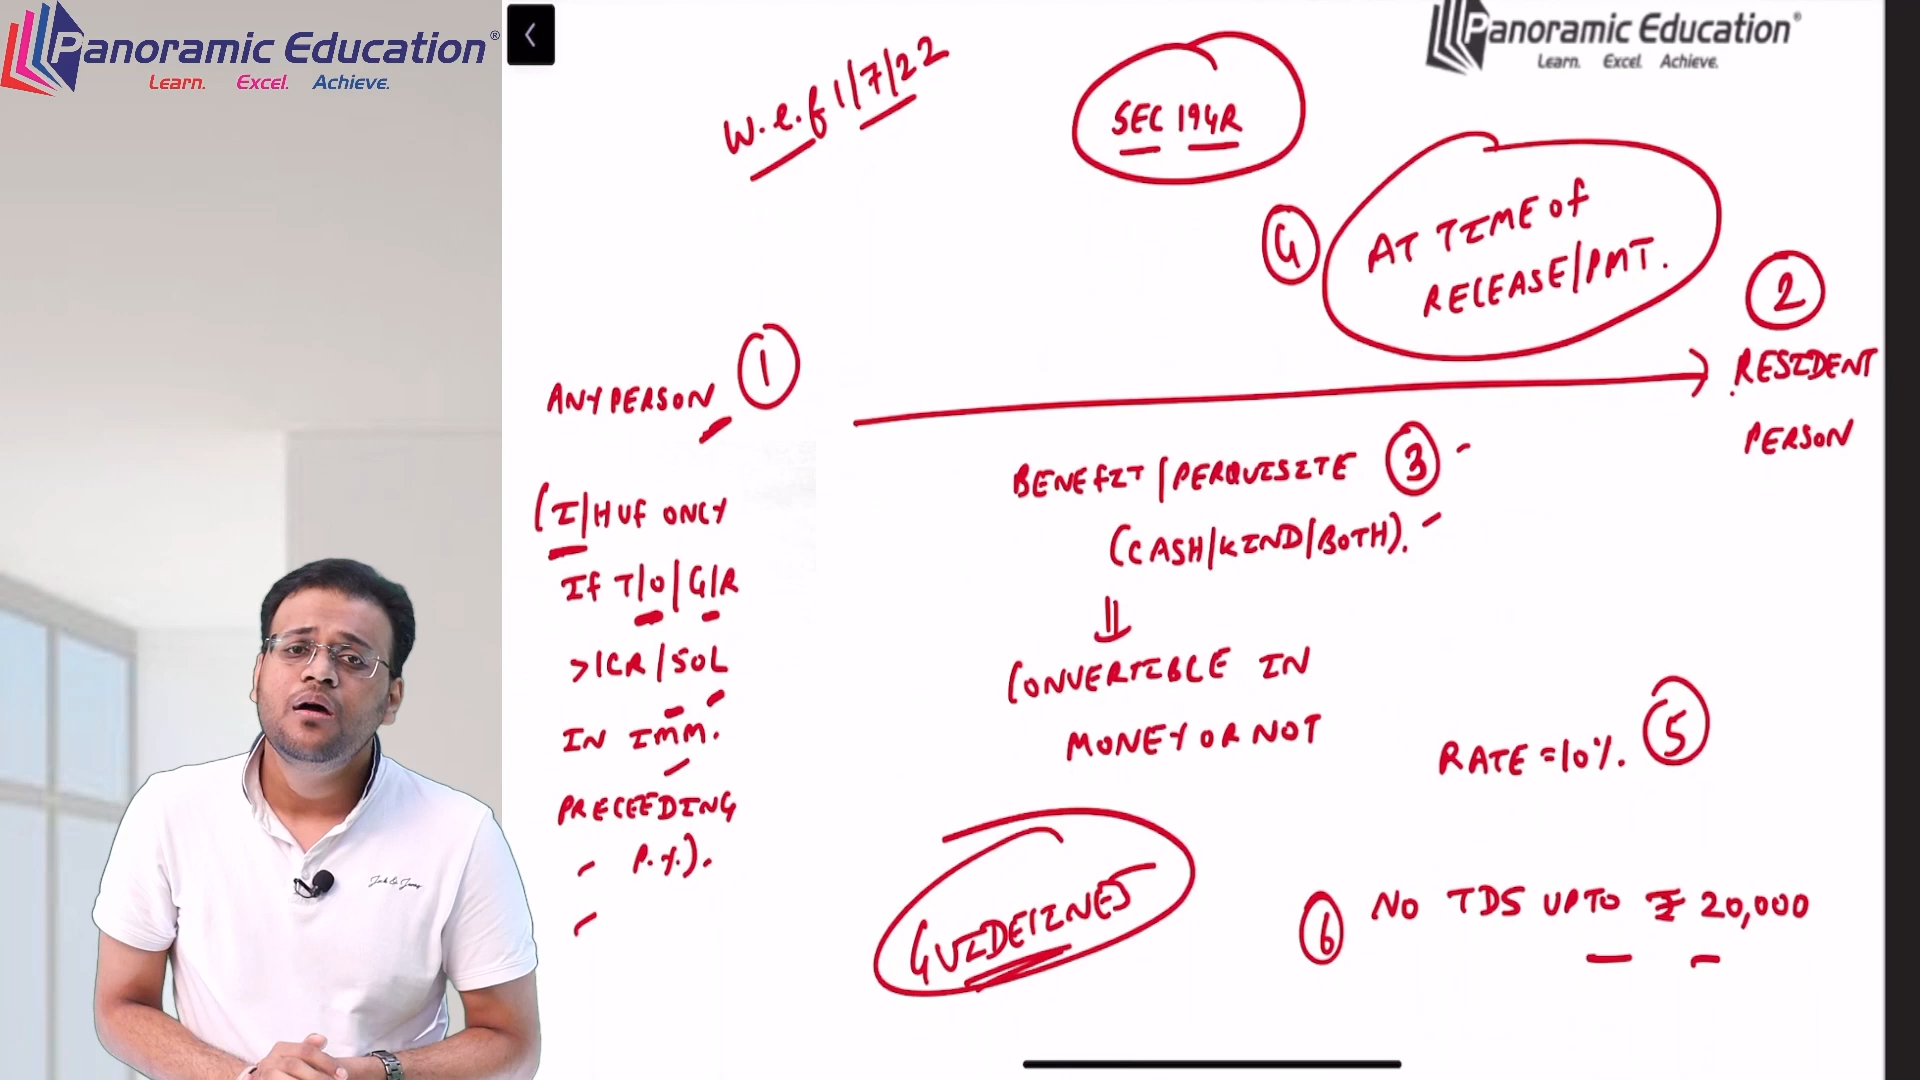 Panoramic Education®
Learn. Excel. Achieve.
Panoramic Education®
Learn. Excel. Achieve.
W.e.f 1/7/22
SEC 194R
4
AT TIME OF
RELEASE/PMT.
2
RESIDENT
PERSON
1
ANY PERSON
(I/HUF ONLY
If T/O/G/R
>1CR/50L
IN IMM.
PRECEEDING
P.Y.).
BENEFIT/PERQUISITE 3
(CASH/KIND/BOTH).
⇓
CONVERTIBLE IN
MONEY OR NOT
RATE = 10%. 5
GUIDELINES
6 NO TDS UPTO ₹ 20,000